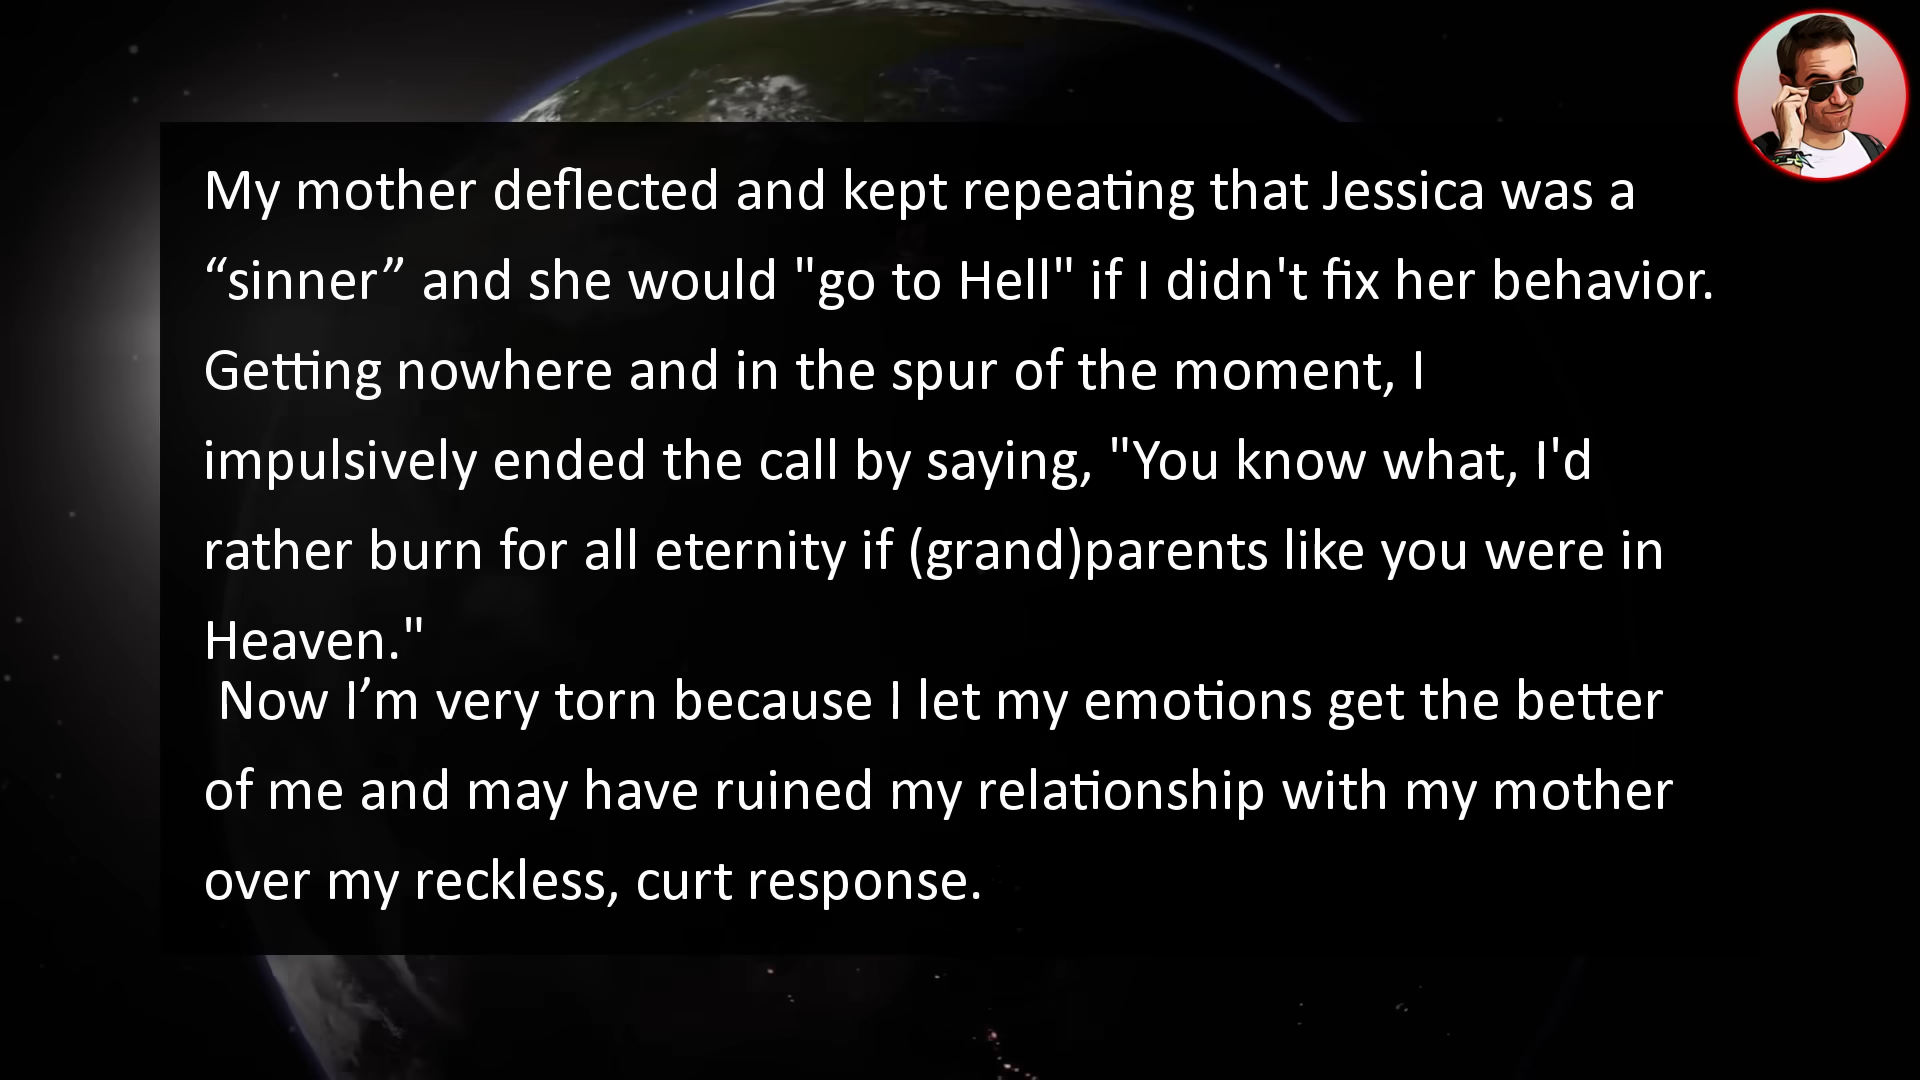 My mother deflected and kept repeating that Jessica was a
“sinner” and she would "go to Hell" if I didn't fix her behavior.
Getting nowhere and in the spur of the moment, I
impulsively ended the call by saying, "You know what, I'd
rather burn for all eternity if (grand)parents like you were in
Heaven."
Now I’m very torn because I let my emotions get the better
of me and may have ruined my relationship with my mother
over my reckless, curt response.